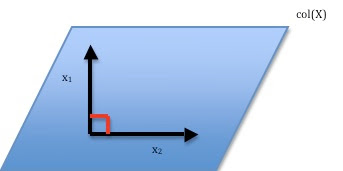 col(X)
x₁
x₂